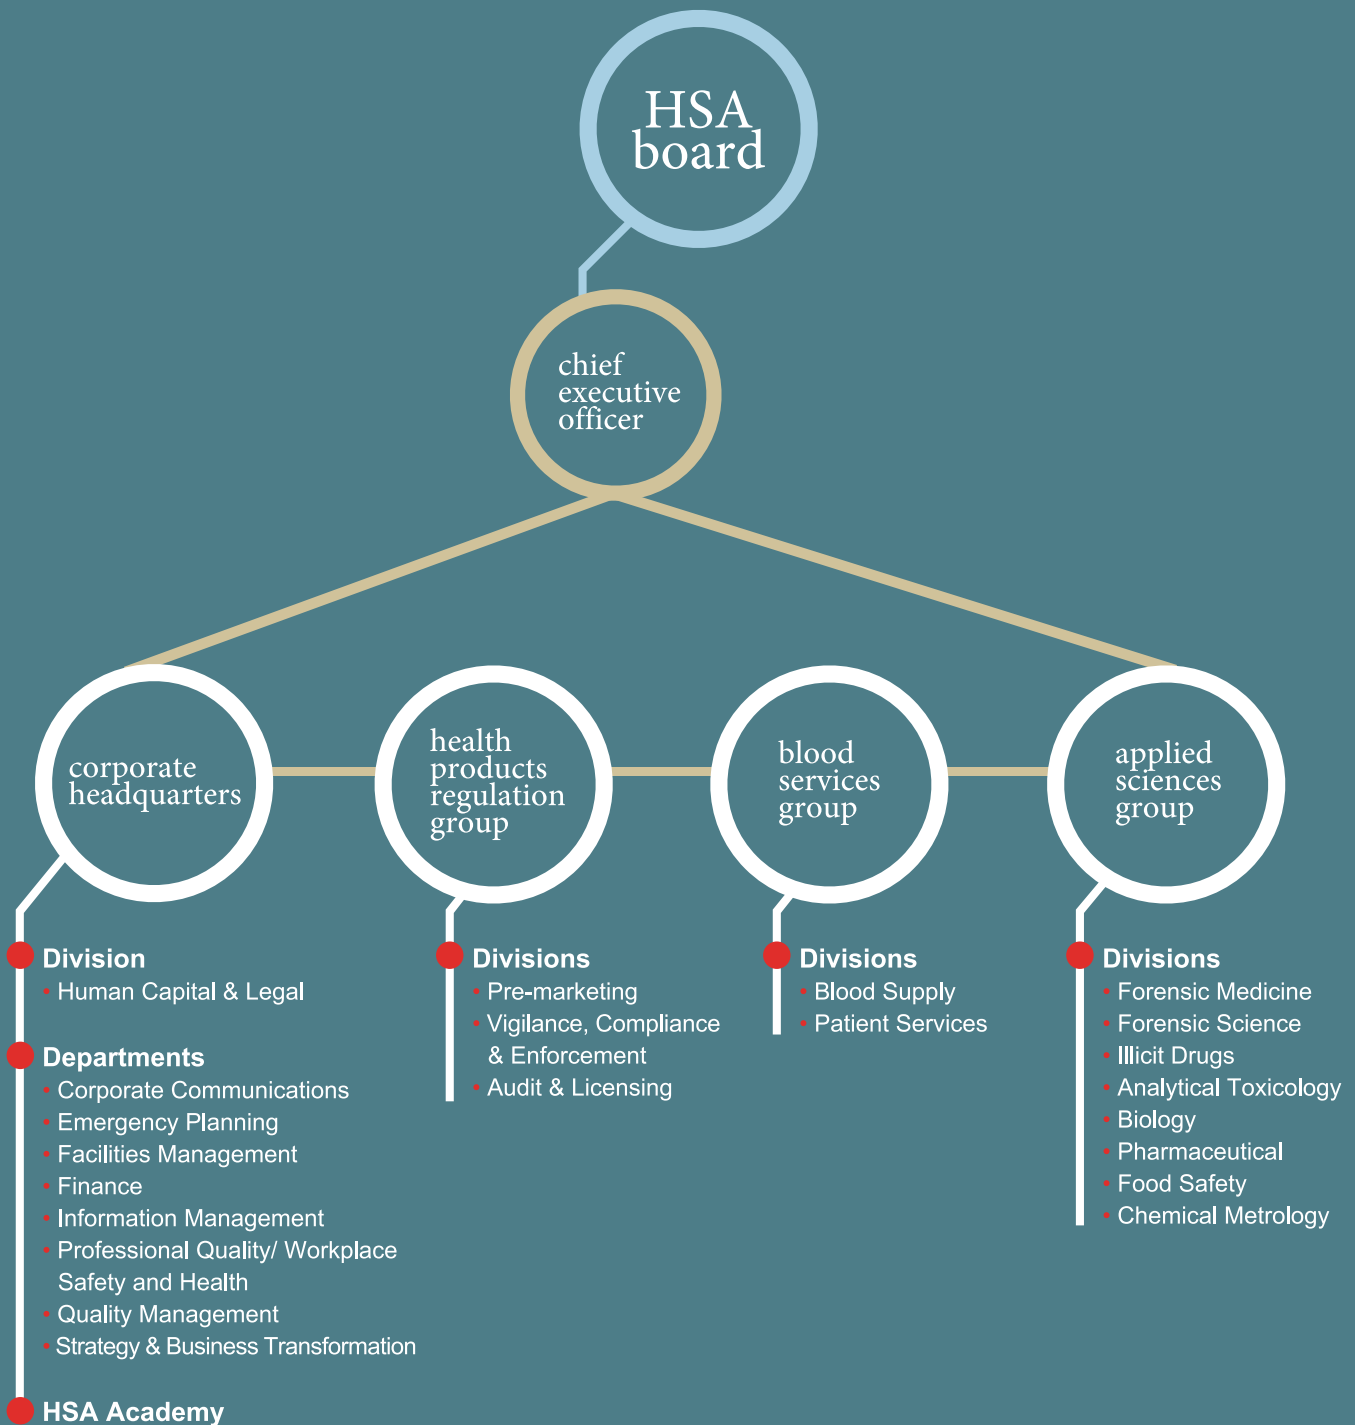 HSA
board
chief
executive
officer
corporate
headquarters
health
products
regulation
group
blood
services
group
applied
sciences
group
Division
• Human Capital & Legal
Departments
• Corporate Communications
• Emergency Planning
• Facilities Management
• Finance
• Information Management
• Professional Quality/ Workplace
Safety and Health
• Quality Management
• Strategy & Business Transformation
HSA Academy
Divisions
• Pre-marketing
• Vigilance, Compliance
& Enforcement
• Audit & Licensing
Divisions
• Blood Supply
• Patient Services
Divisions
• Forensic Medicine
• Forensic Science
• Illicit Drugs
• Analytical Toxicology
• Biology
• Pharmaceutical
• Food Safety
• Chemical Metrology